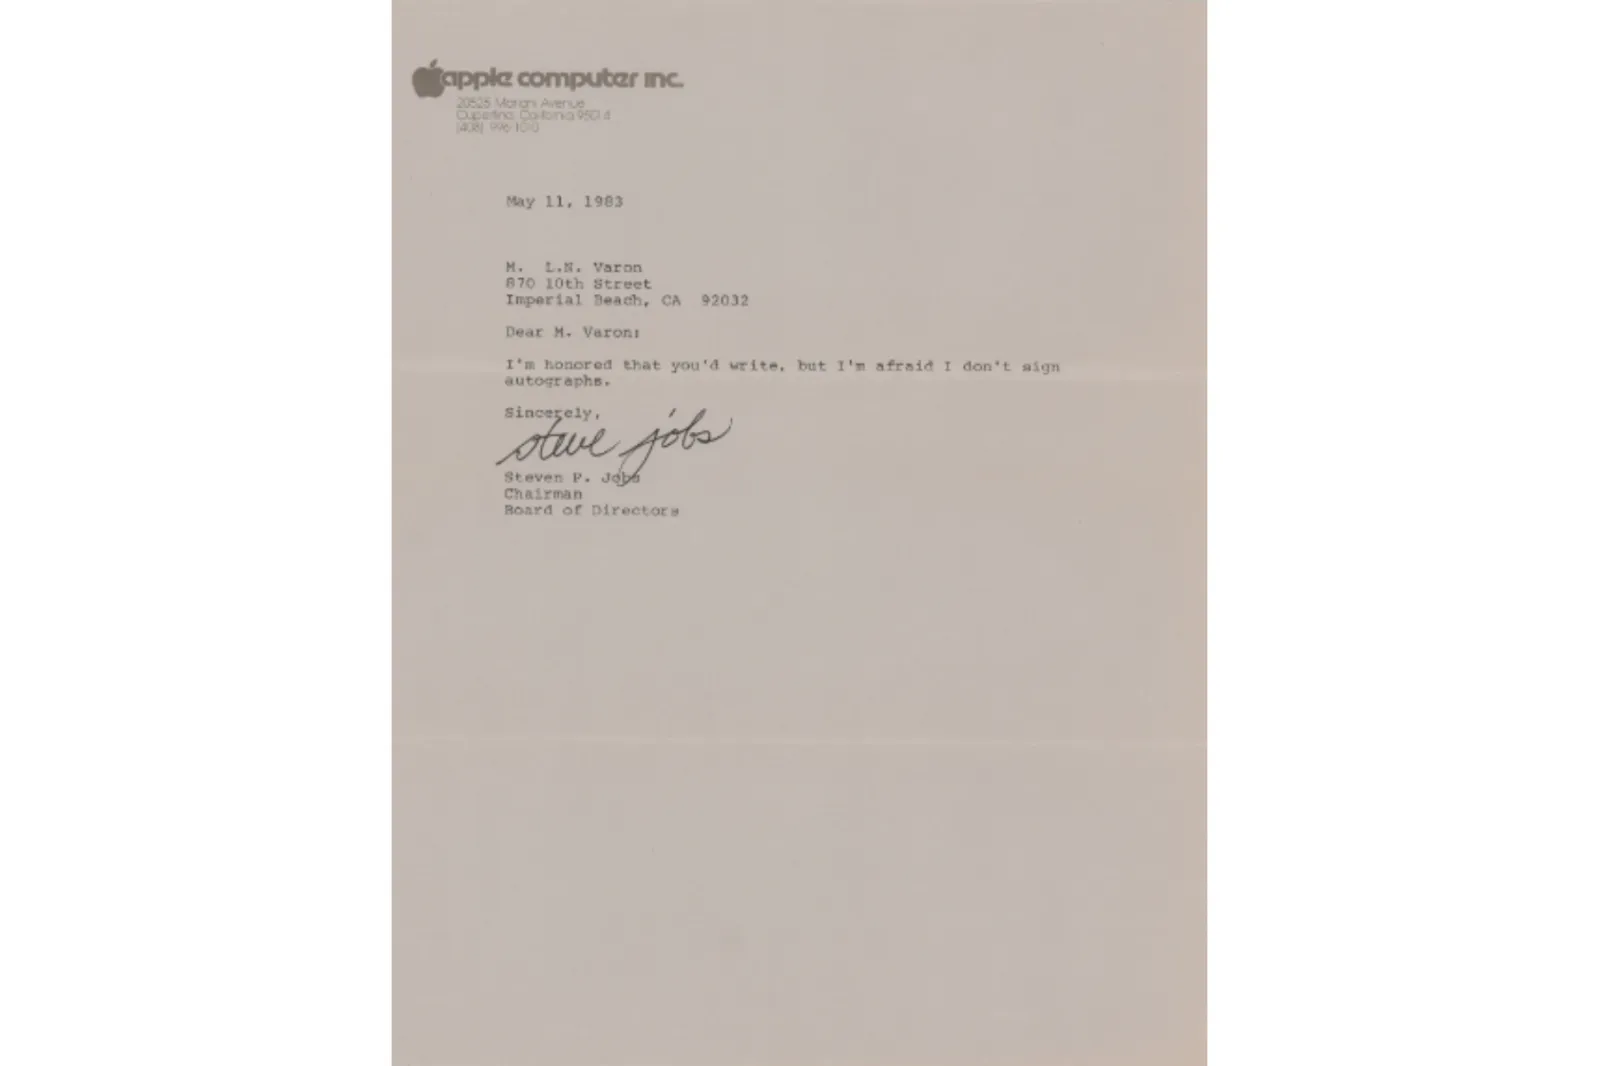 apple computer inc.
20525 Mariani Avenue
Cupertino, California 95014
(408) 996-1010
May 11, 1983
M.  L.N. Varon
870 10th Street
Imperial Beach, CA  92032
Dear M. Varon:
I'm honored that you'd write, but I'm afraid I don't sign
autographs.
Sincerely,
steve jobs
Steven P. Jobs
Chairman
Board of Directors